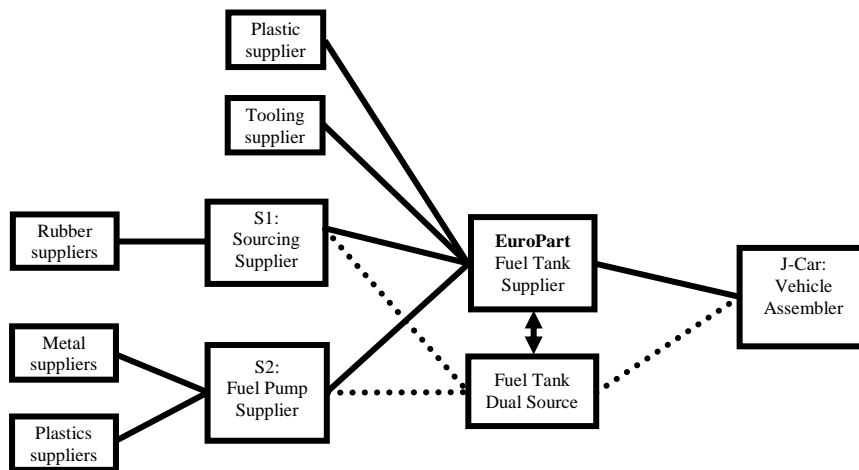 Plastic
supplier
Tooling
supplier
Rubber
suppliers
S1:
Sourcing
Supplier
EuroPart
Fuel Tank
Supplier
J-Car:
Vehicle
Assembler
Metal
suppliers
S2:
Fuel Pump
Supplier
Fuel Tank
Dual Source
Plastics
suppliers